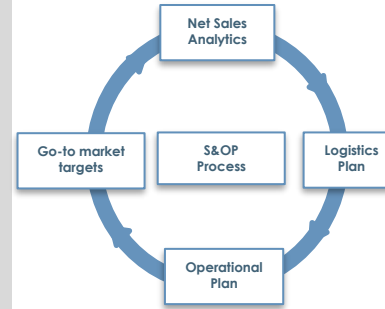 Net Sales
Analytics
Go-to market
targets
S&OP
Process
Logistics
Plan
Operational
Plan